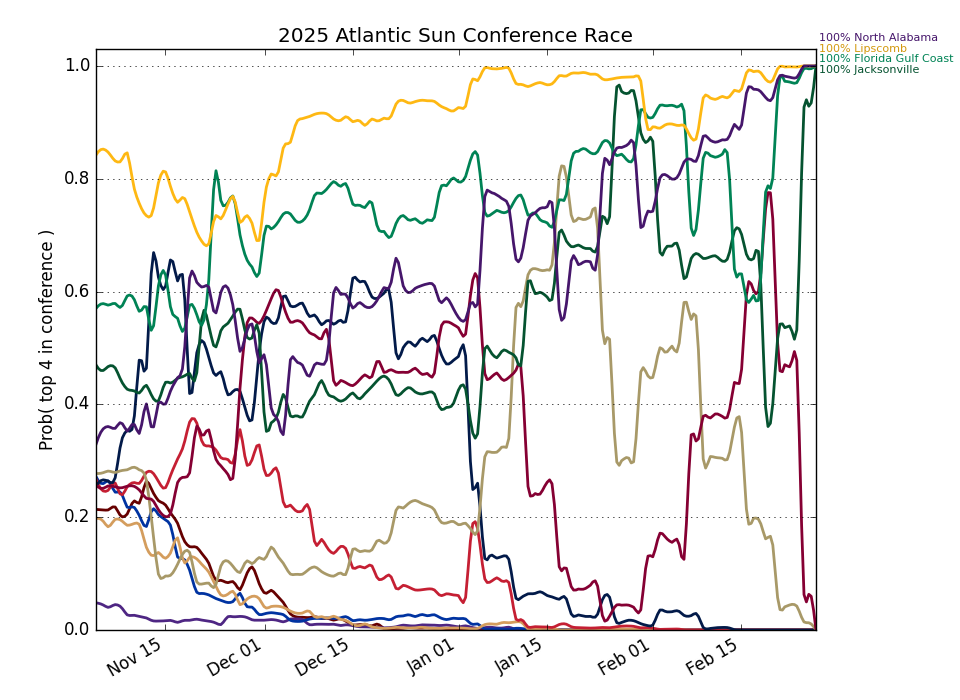 2025 Atlantic Sun Conference Race
100% North Alabama
100% Lipscomb
100% Florida Gulf Coast
100% Jacksonville
Prob( top 4 in conference )
1.0
0.8
0.6
0.4
0.2
0.0
Nov 15
Dec 01
Dec 15
Jan 01
Jan 15
Feb 01
Feb 15